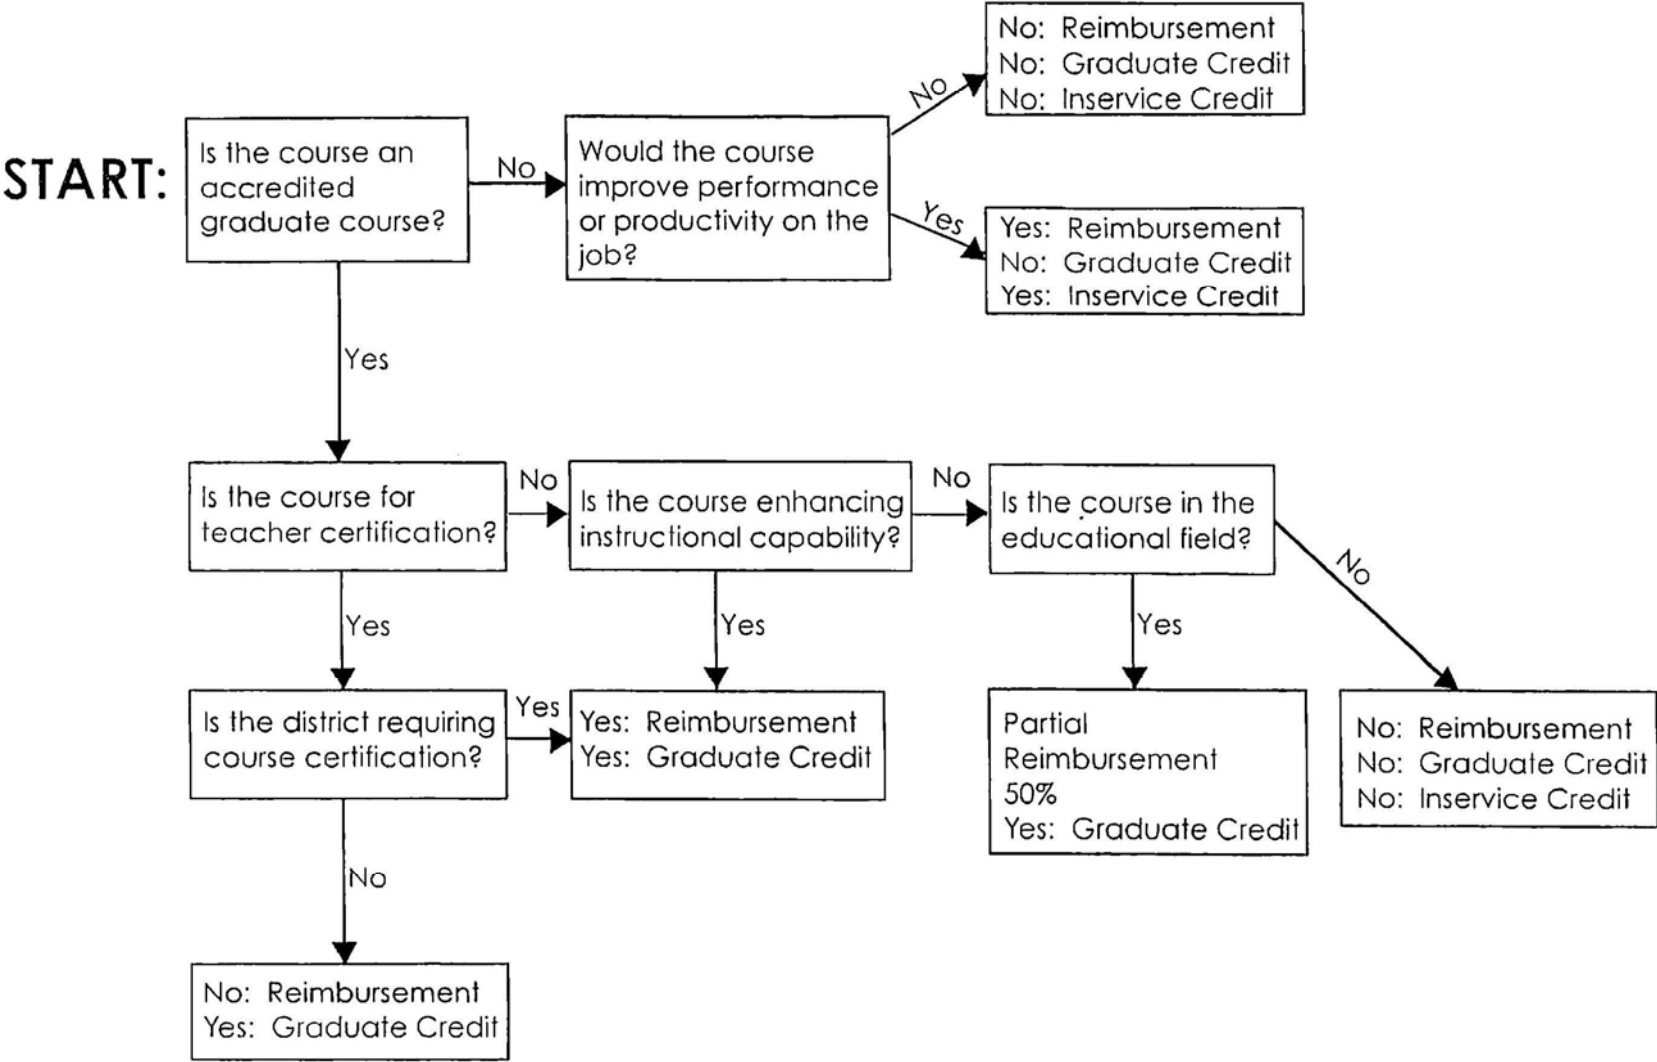 No: Reimbursement
No: Graduate Credit
No: Inservice Credit
No
START:
Is the course an
accredited
graduate course?
No
Would the course
improve performance
or productivity on the
job?
Yes
Yes: Reimbursement
No: Graduate Credit
Yes: Inservice Credit
Yes
Is the course for
teacher certification?
No
Is the course enhancing
instructional capability?
No
Is the course in the
educational field?
No
Yes
Yes
Yes
Is the district requiring
course certification?
Yes
Yes: Reimbursement
Yes: Graduate Credit
Partial
Reimbursement
50%
Yes: Graduate Credit
No: Reimbursement
No: Graduate Credit
No: Inservice Credit
No
No: Reimbursement
Yes: Graduate Credit